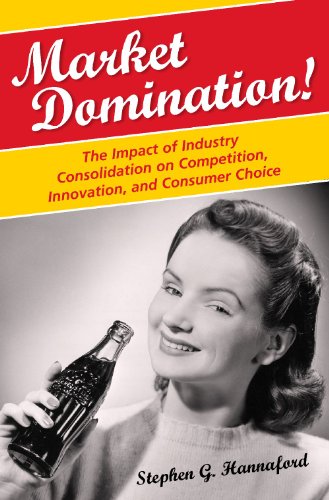 Market
Domination!
The Impact of Industry
Consolidation on Competition,
Innovation, and Consumer Choice
Stephen G. Hannaford